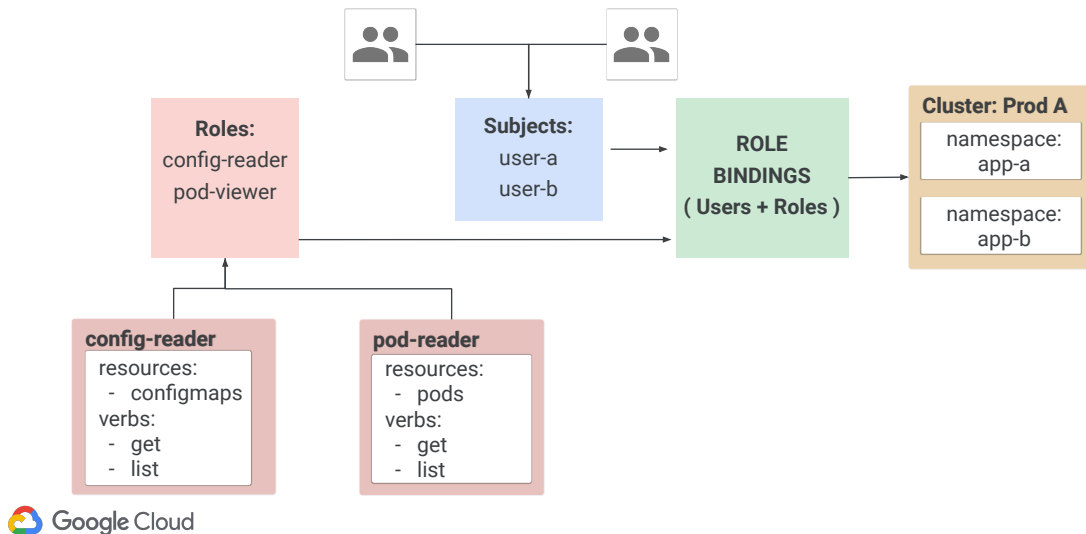 Roles:
config-reader
pod-viewer
Subjects:
user-a
user-b
ROLE
BINDINGS
( Users + Roles )
Cluster: Prod A
namespace:
app-a
namespace:
app-b
config-reader
resources:
- configmaps
verbs:
- get
- list
pod-reader
resources:
- pods
verbs:
- get
- list
Google Cloud